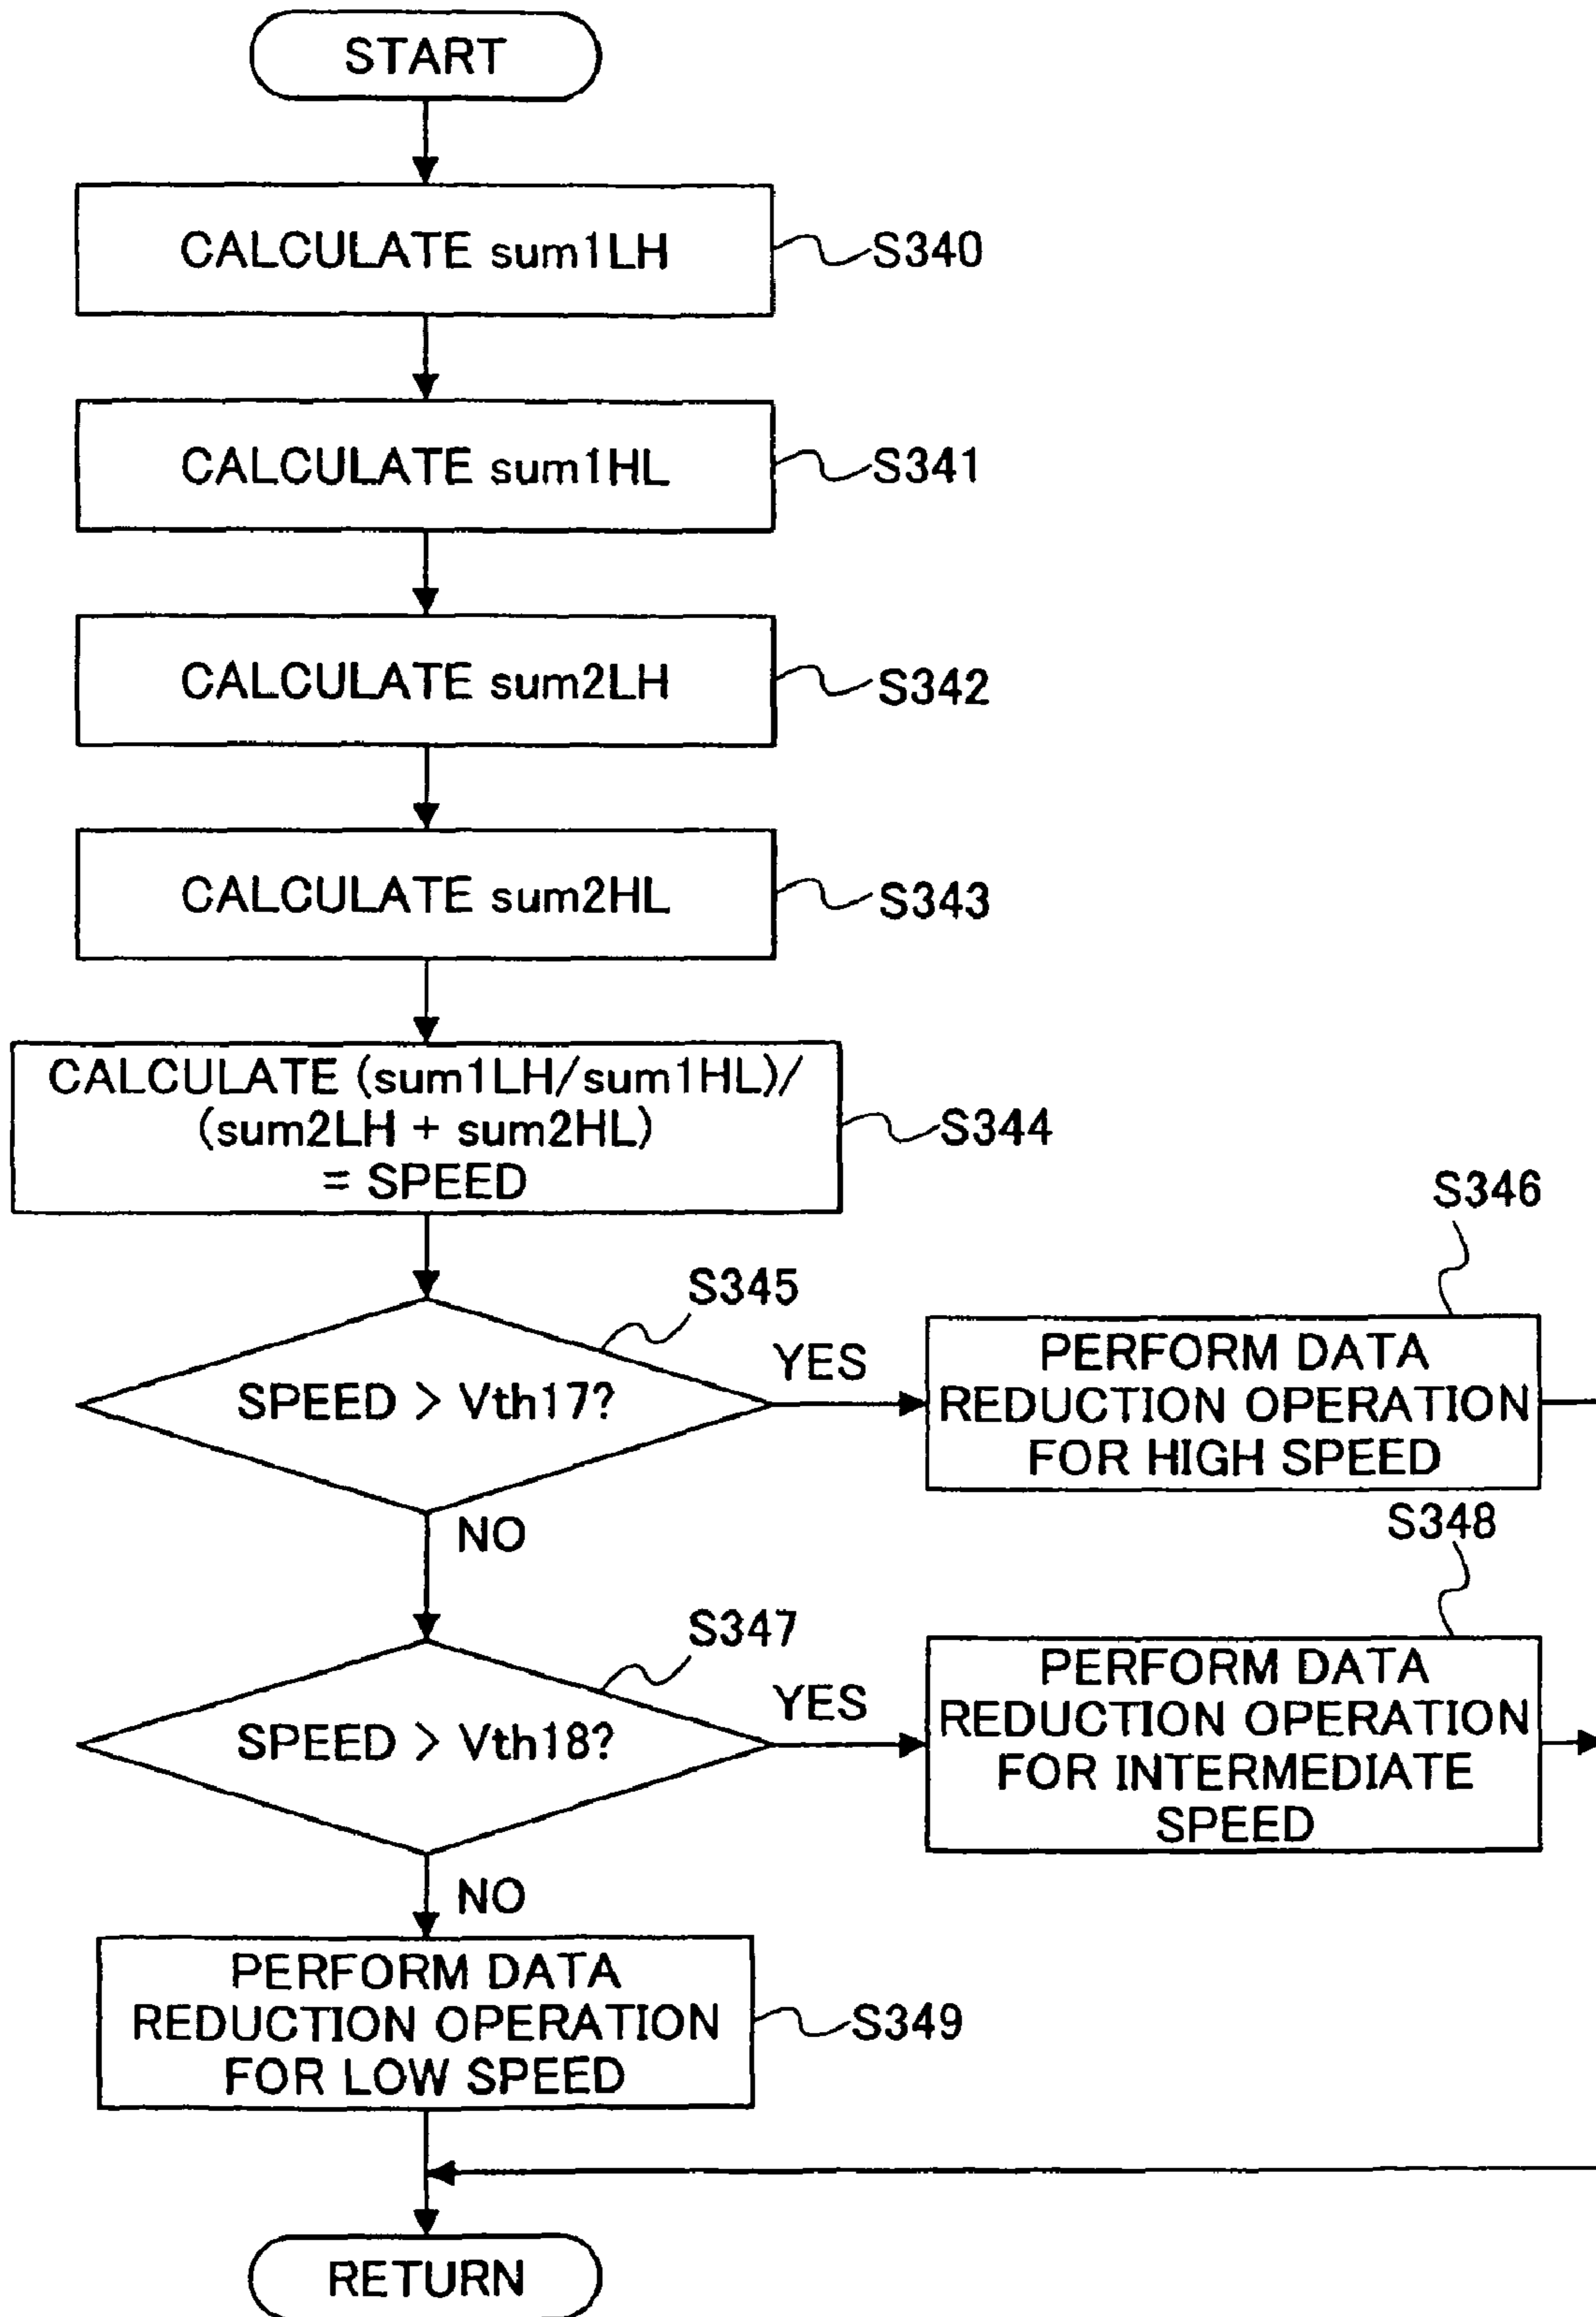 START
CALCULATE sum1LH
S340
CALCULATE sum1HL
S341
CALCULATE sum2LH
S342
CALCULATE sum2HL
S343
CALCULATE (sum1LH/sum1HL)/
(sum2LH + sum2HL)
= SPEED
S344
S345
SPEED > Vth17?
YES
S346
PERFORM DATA
REDUCTION OPERATION
FOR HIGH SPEED
NO
S347
SPEED > Vth18?
YES
S348
PERFORM DATA
REDUCTION OPERATION
FOR INTERMEDIATE
SPEED
NO
PERFORM DATA
REDUCTION OPERATION
FOR LOW SPEED
S349
RETURN